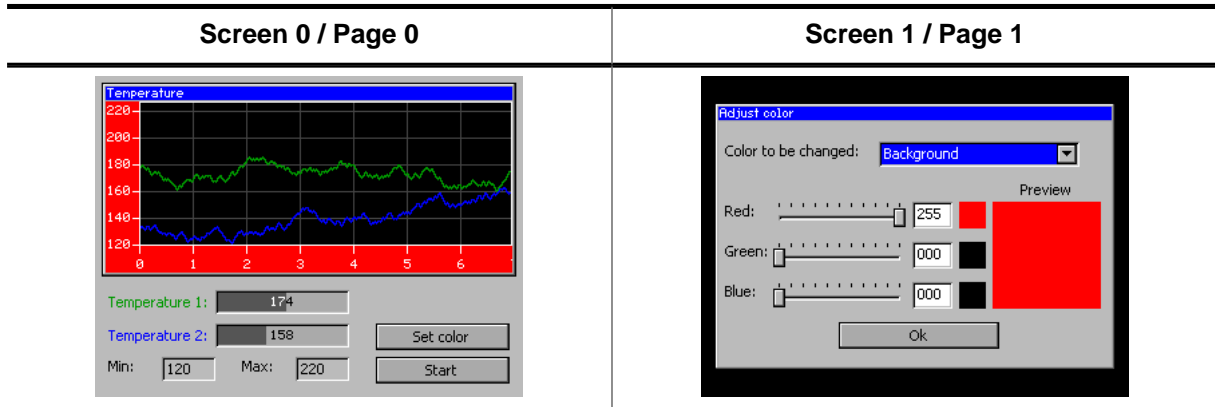 Screen 0 / Page 0
Screen 1 / Page 1
Temperature
220
200
180
160
140
120
0 1 2 3 4 5 6
Temperature 1: 174
Temperature 2: 158
Set color
Min: 120 Max: 220
Start
Adjust color
Color to be changed: Background
Preview
Red: 255
Green: 000
Blue: 000
Ok